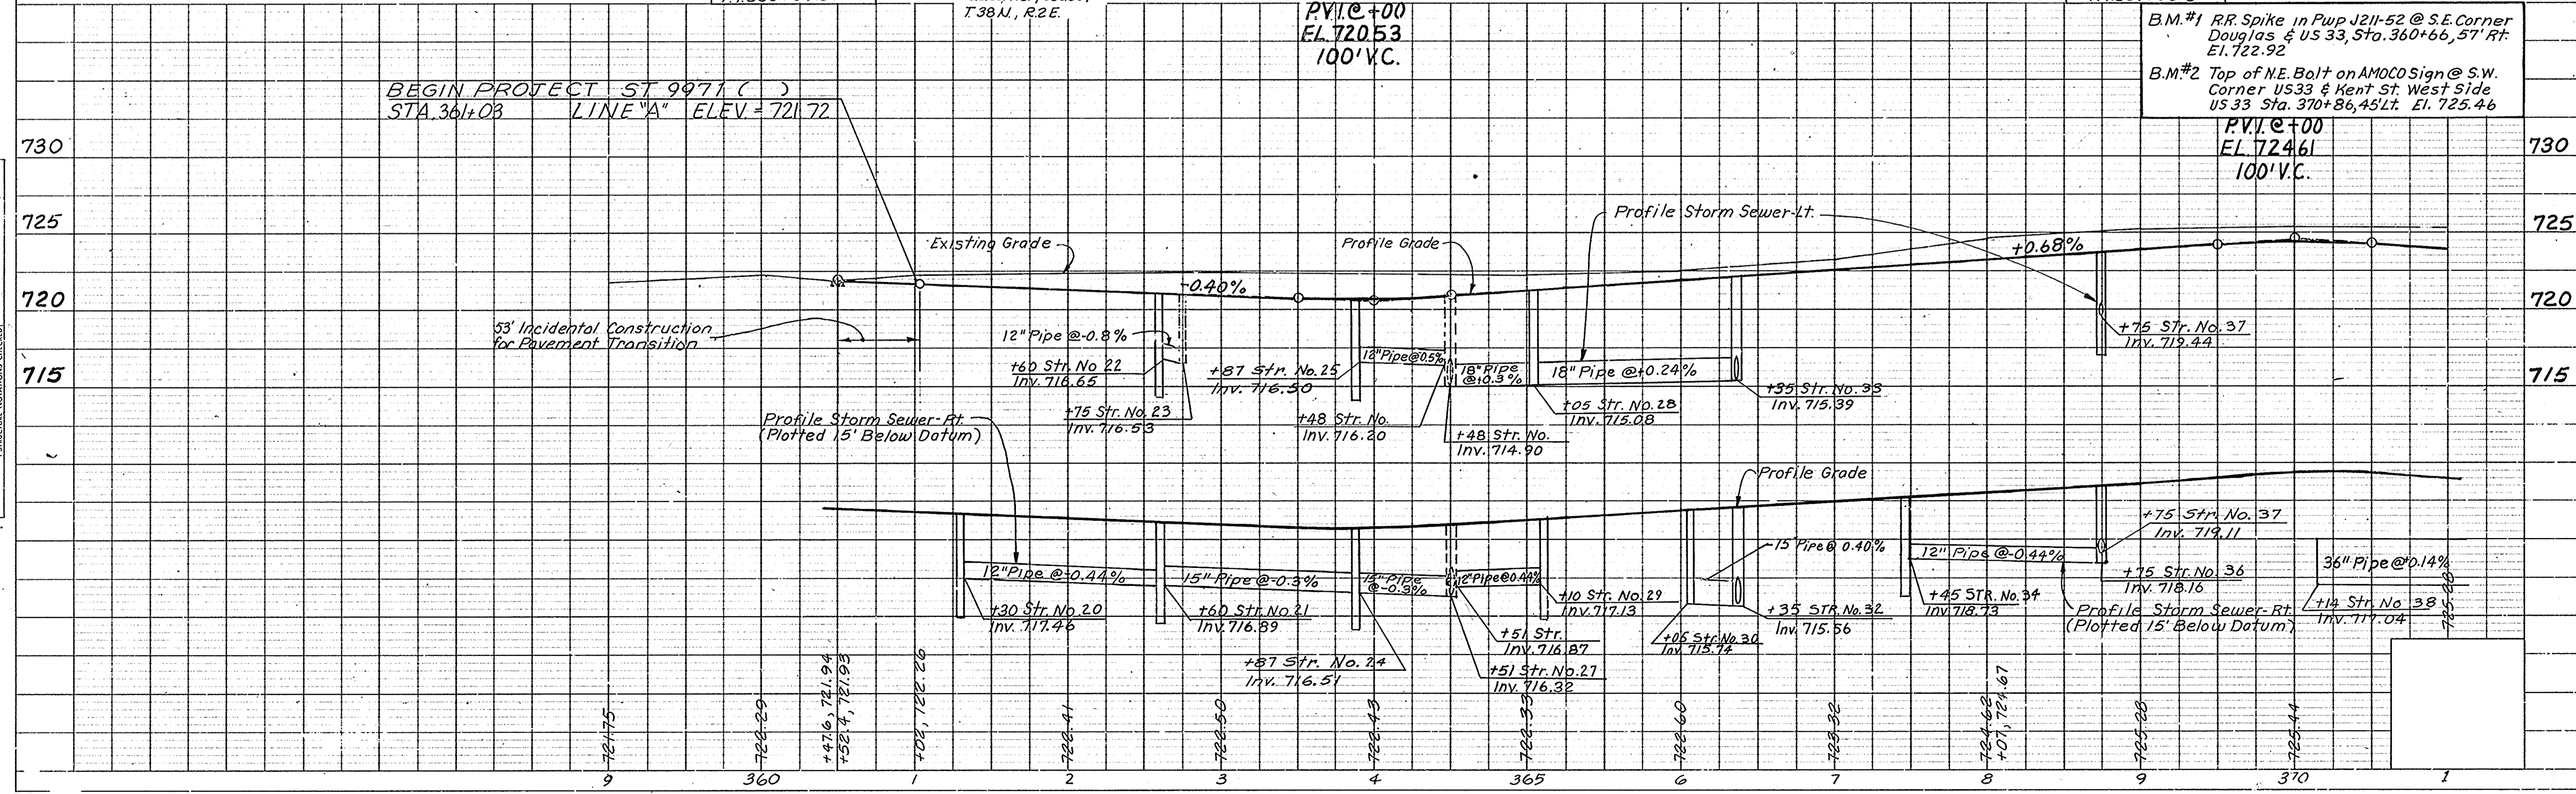 T. 38 N., R.2 E.
P.V.I. @ +00
EL. 720.53
100' V.C.
B.M. #1 R.R. Spike in Pwp J211-52 @ S.E. Corner
Douglas & US 33, Sta. 360+66, 57' Rt.
El. 722.92
B.M. #2 Top of N.E. Bolt on AMOCO Sign @ S.W.
Corner US 33 & Kent St. West Side
US 33 Sta. 370+86, 45' Lt. El. 725.46
P.V.I. @ +00
EL. 724.61
100' V.C.
BEGIN PROJECT ST 9971 ( )
STA. 361+03 LINE "A" ELEV. = 721.72
730
730
725
725
720
720
715
715
Profile Storm Sewer-Lt.
Existing Grade
Profile Grade
+0.68%
-0.40%
53' Incidental Construction
for Pavement Transition
12" Pipe @ -0.8%
+60 Str. No 22
Inv. 716.65
+75 Str. No. 23
Inv. 716.53
+87 Str. No. 25
Inv. 716.50
12" Pipe @ 0.5%
+48 Str. No.
Inv. 716.20
18" Pipe
@ +0.3%
+48 Str. No.
Inv. 714.90
18" Pipe @ +0.24%
+05 Str. No. 28
Inv. 715.08
+35 Str. No. 33
Inv. 715.39
+75 Str. No. 37
Inv. 719.44
Profile Storm Sewer-Rt.
(Plotted 15' Below Datum)
Profile Grade
12" Pipe @ -0.44%
+30 Str. No. 20
Inv. 717.46
15" Pipe @ -0.3%
+60 Str. No. 21
Inv. 716.89
15" Pipe
@ -0.3%
+87 Str. No. 24
Inv. 716.51
12" Pipe @ 0.44%
+51 Str.
Inv. 716.87
+51 Str. No. 27
Inv. 716.32
+10 Str. No. 29
Inv. 717.13
15" Pipe @ 0.40%
+05 Str. No. 30
Inv. 715.74
+35 STR. No. 32
Inv. 715.56
12" Pipe @ -0.44%
+45 STR. No. 34
Inv. 718.73
+75 Str. No. 37
Inv. 719.11
+75 Str. No. 36
Inv. 718.16
Profile Storm Sewer-Rt.
(Plotted 15' Below Datum)
36" Pipe @ +0.14%
+14 Str. No 38
Inv. 717.04
721.75
722.29
+47.6, 721.94
+52.4, 721.93
+02, 722.26
722.41
722.50
722.43
722.33
722.60
723.32
724.62
+07, 724.67
725.28
725.44
725.28
9 360 1 2 3 4 365 6 7 8 9 370 1